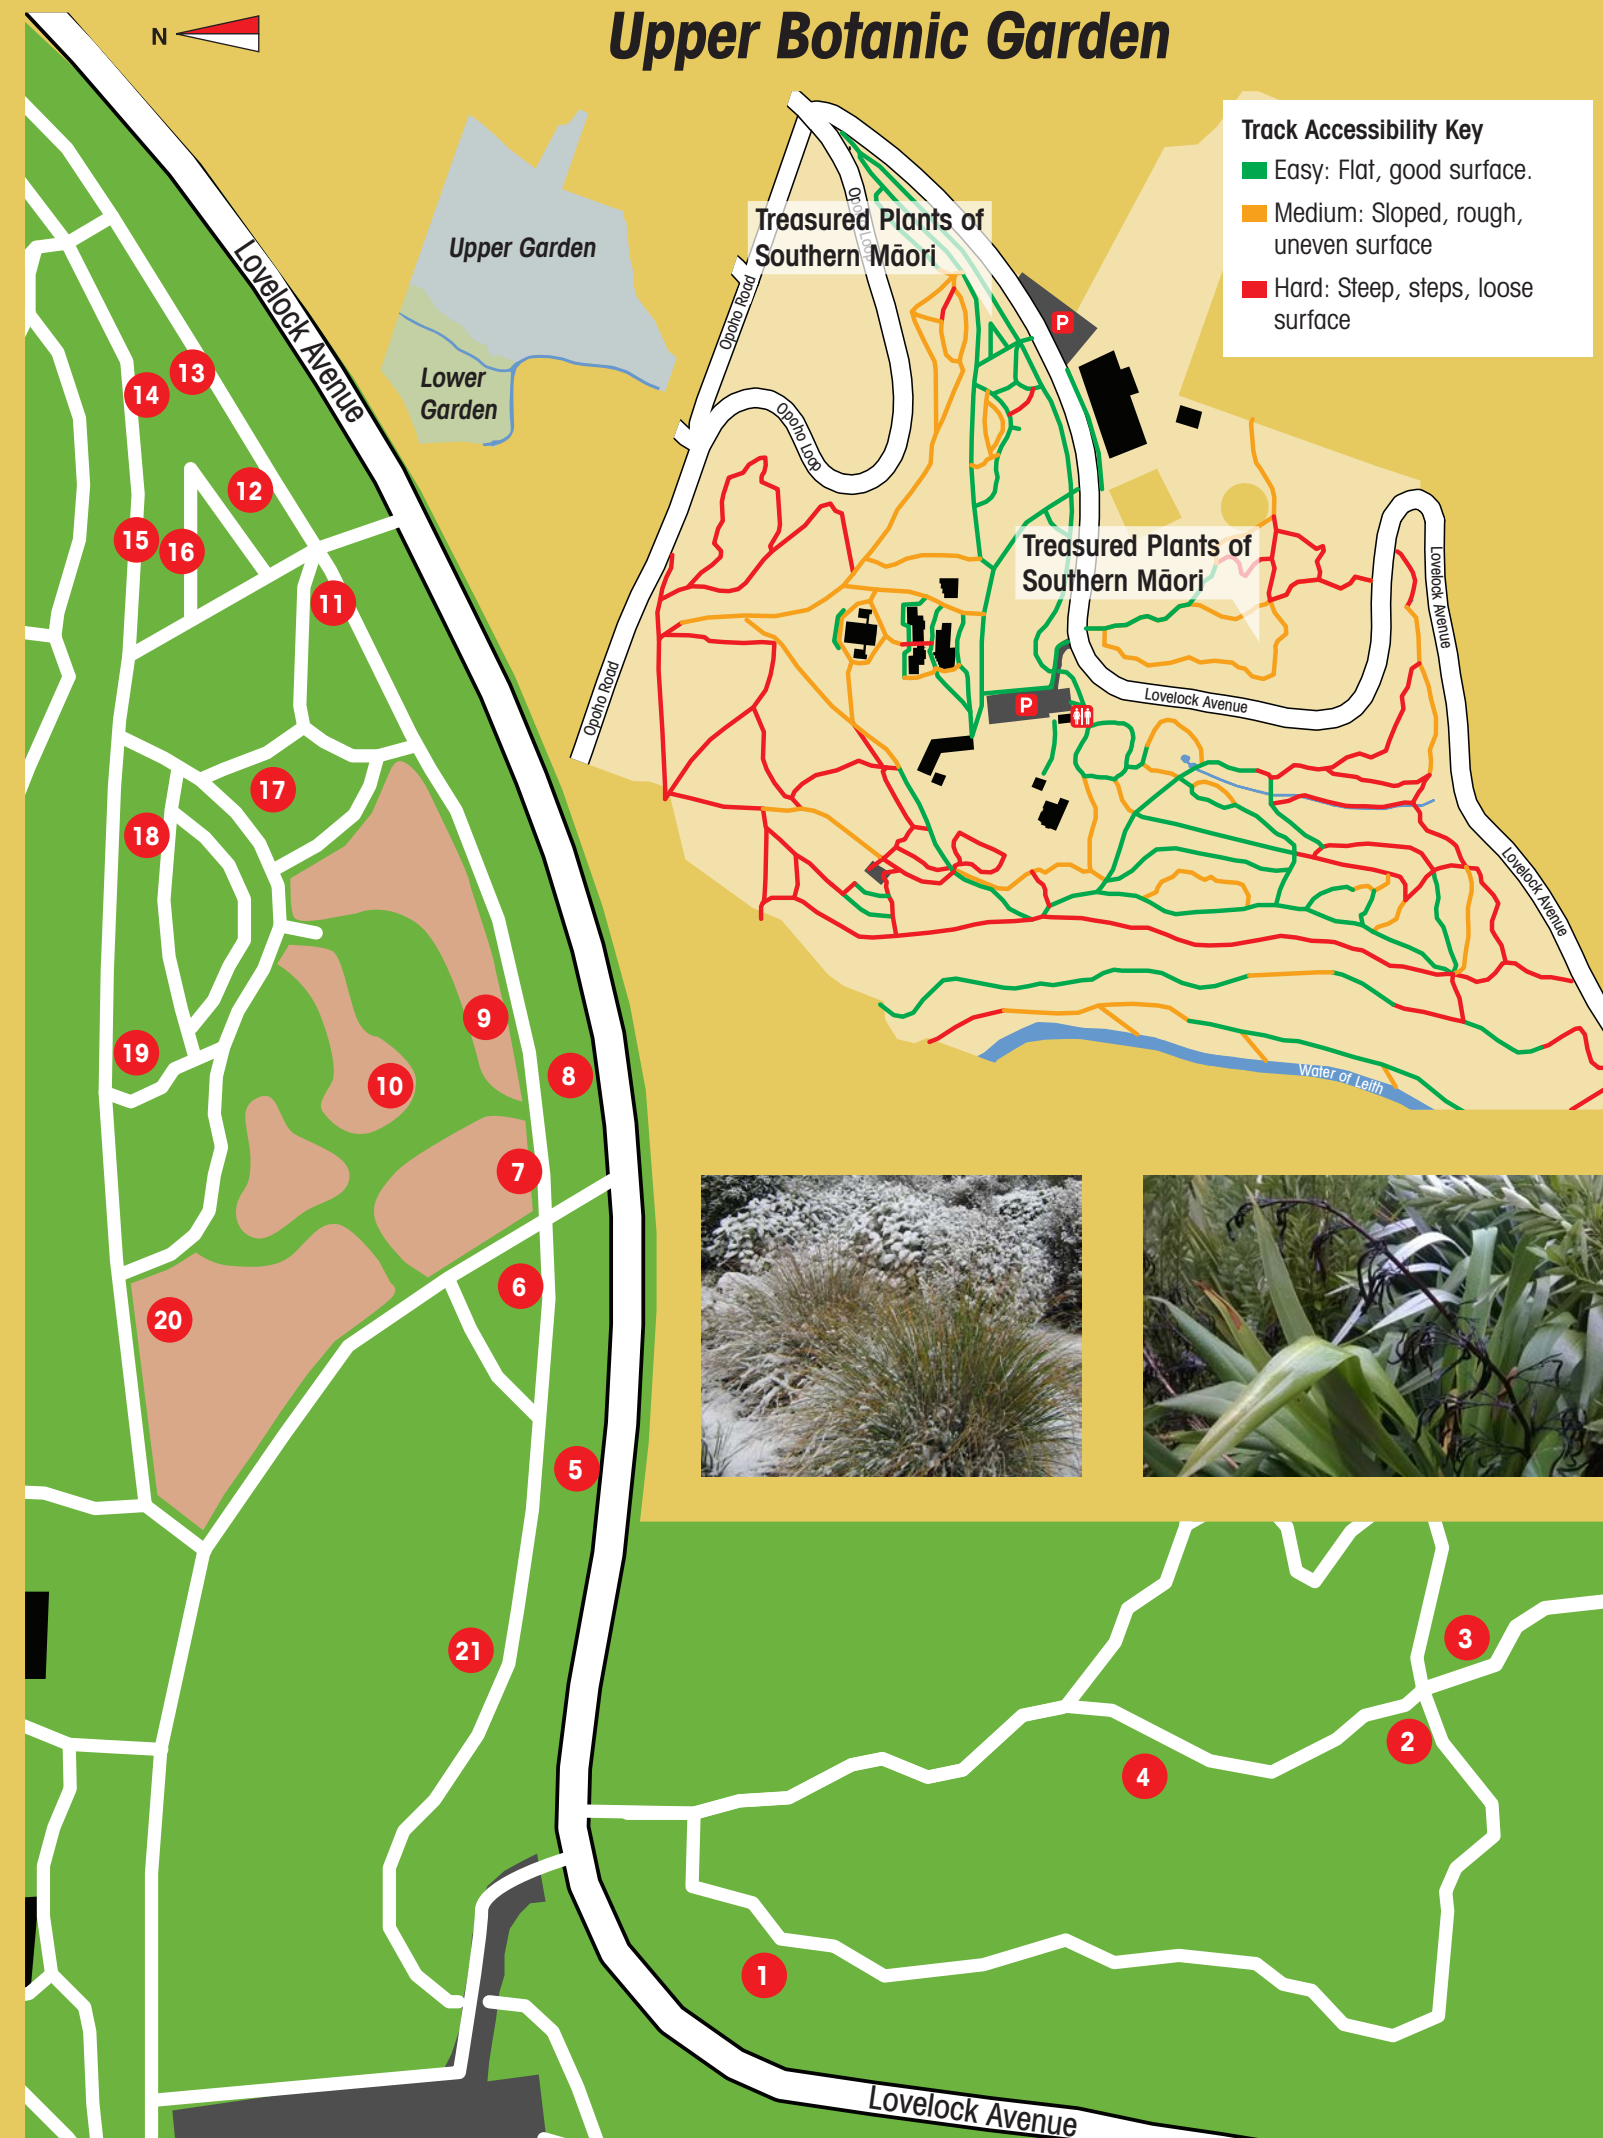 Upper Botanic Garden
N
Track Accessibility Key
Easy: Flat, good surface.
Medium: Sloped, rough,
uneven surface
Hard: Steep, steps, loose
surface
Upper Garden
Lower
Garden
Treasured Plants of
Southern Māori
Opoho Loop
Opoho Road
Opoho Loop
P
Lovelock Avenue
Treasured Plants of
Southern Māori
Lovelock Avenue
Opoho Road
Lovelock Avenue
P
Lovelock Avenue
Water of Leith
13
14
12
15
16
11
17
18
9
19
8
10
7
6
20
5
21
3
2
4
1
Lovelock Avenue